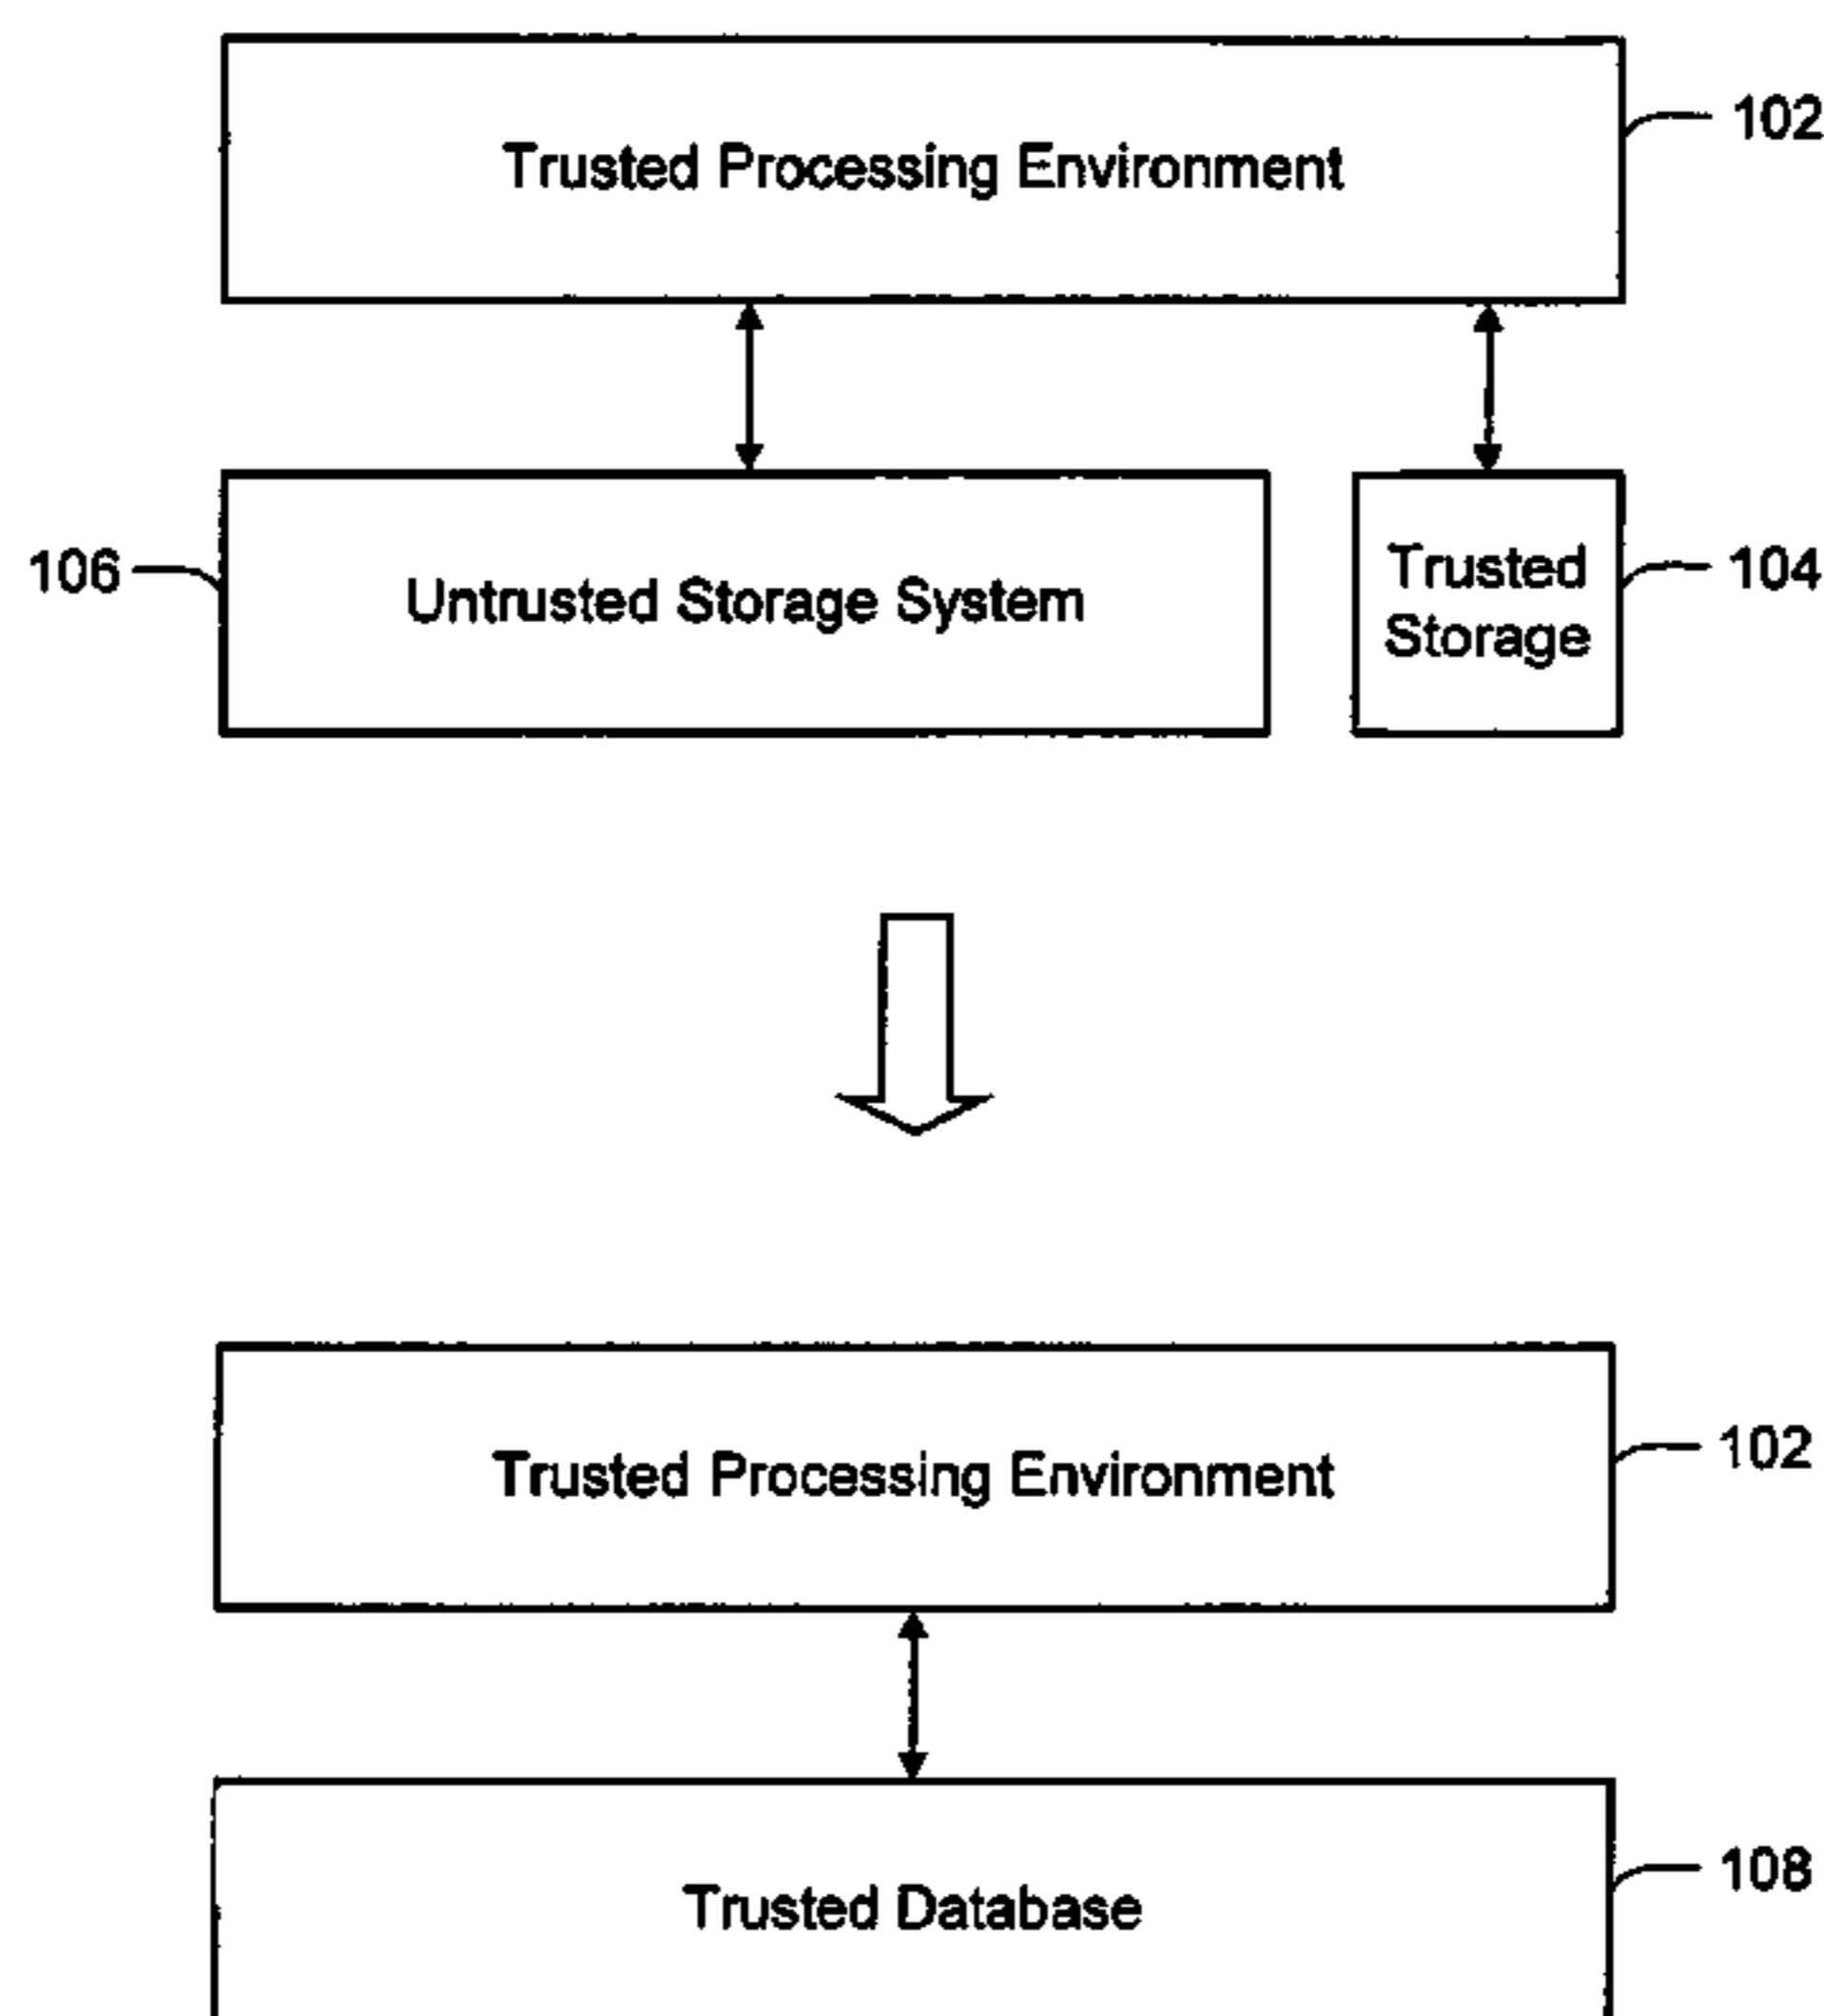 Trusted Processing Environment
102
106
Untrusted Storage System
Trusted
Storage
104
Trusted Processing Environment
102
Trusted Database
108